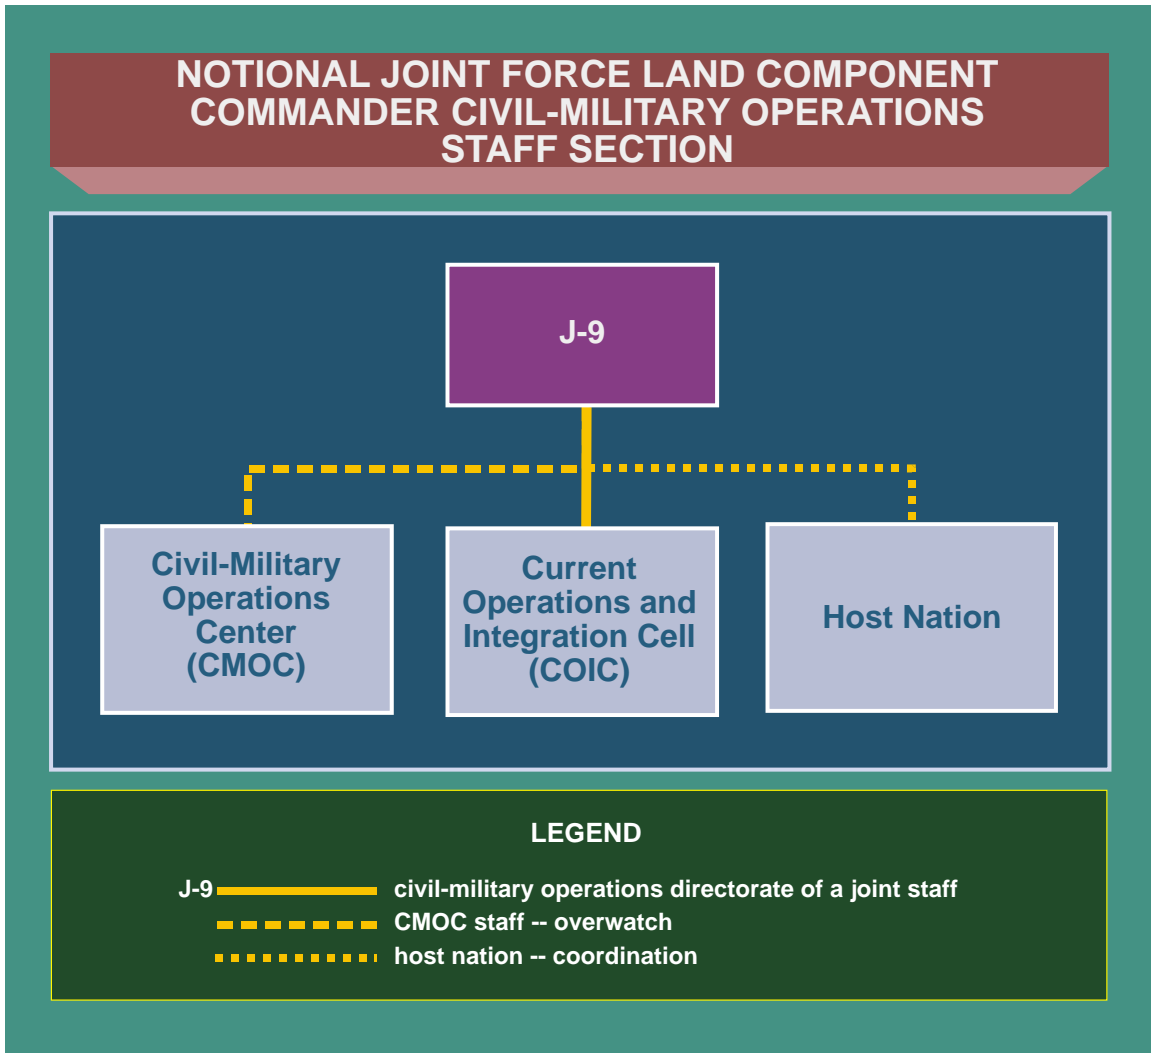 NOTIONAL JOINT FORCE LAND COMPONENT
COMMANDER CIVIL-MILITARY OPERATIONS
STAFF SECTION
J-9
Civil-Military
Operations
Center
(CMOC)
Current
Operations and
Integration Cell
(COIC)
Host Nation
LEGEND
J-9 civil-military operations directorate of a joint staff
CMOC staff -- overwatch
host nation -- coordination